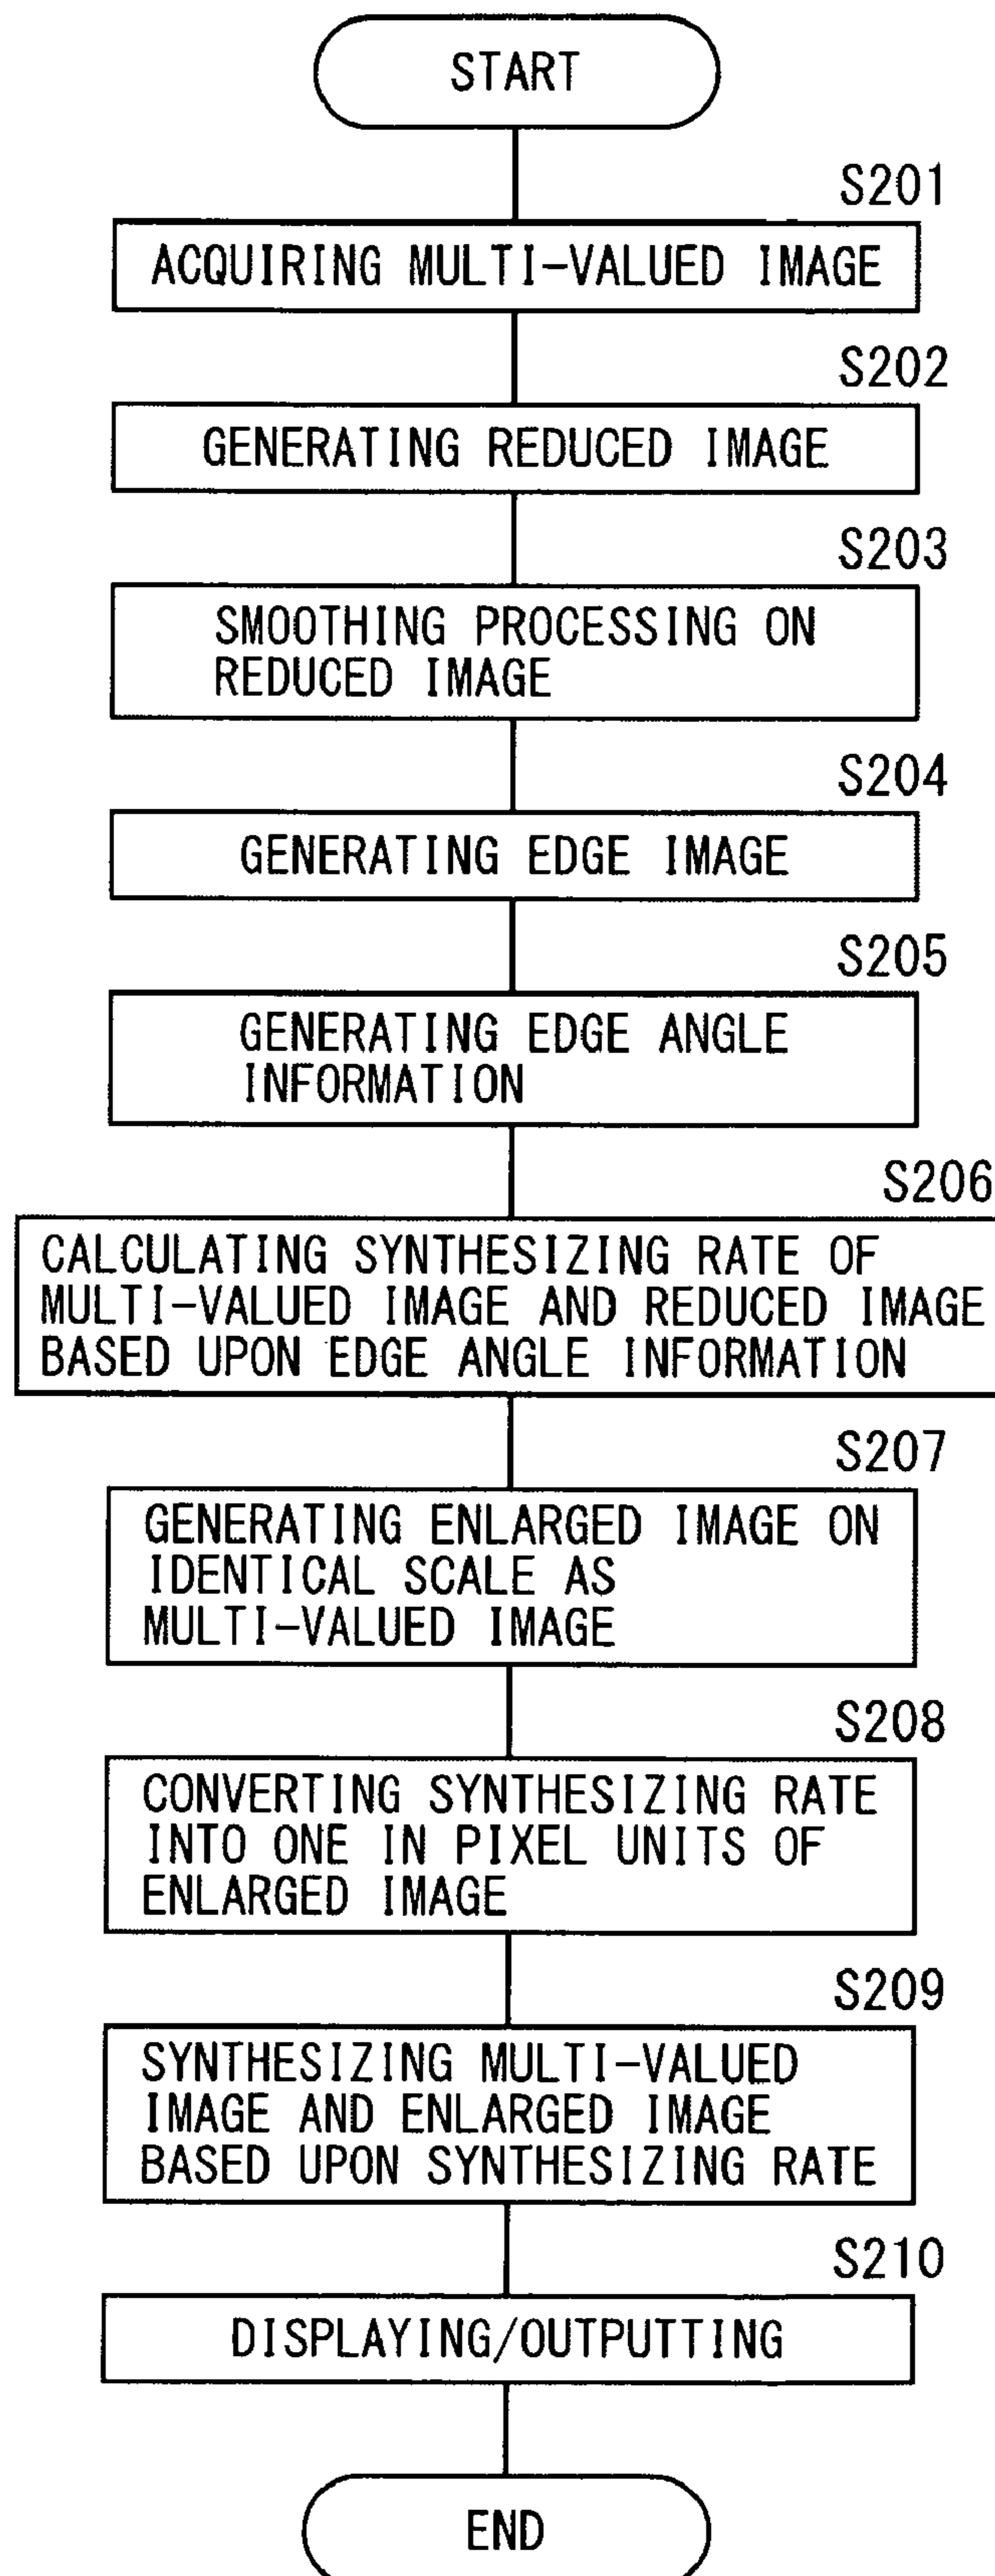 START
S201
ACQUIRING MULTI-VALUED IMAGE
S202
GENERATING REDUCED IMAGE
S203
SMOOTHING PROCESSING ON
REDUCED IMAGE
S204
GENERATING EDGE IMAGE
S205
GENERATING EDGE ANGLE
INFORMATION
S206
CALCULATING SYNTHESIZING RATE OF
MULTI-VALUED IMAGE AND REDUCED IMAGE
BASED UPON EDGE ANGLE INFORMATION
S207
GENERATING ENLARGED IMAGE ON
IDENTICAL SCALE AS
MULTI-VALUED IMAGE
S208
CONVERTING SYNTHESIZING RATE
INTO ONE IN PIXEL UNITS OF
ENLARGED IMAGE
S209
SYNTHESIZING MULTI-VALUED
IMAGE AND ENLARGED IMAGE
BASED UPON SYNTHESIZING RATE
S210
DISPLAYING/OUTPUTTING
END